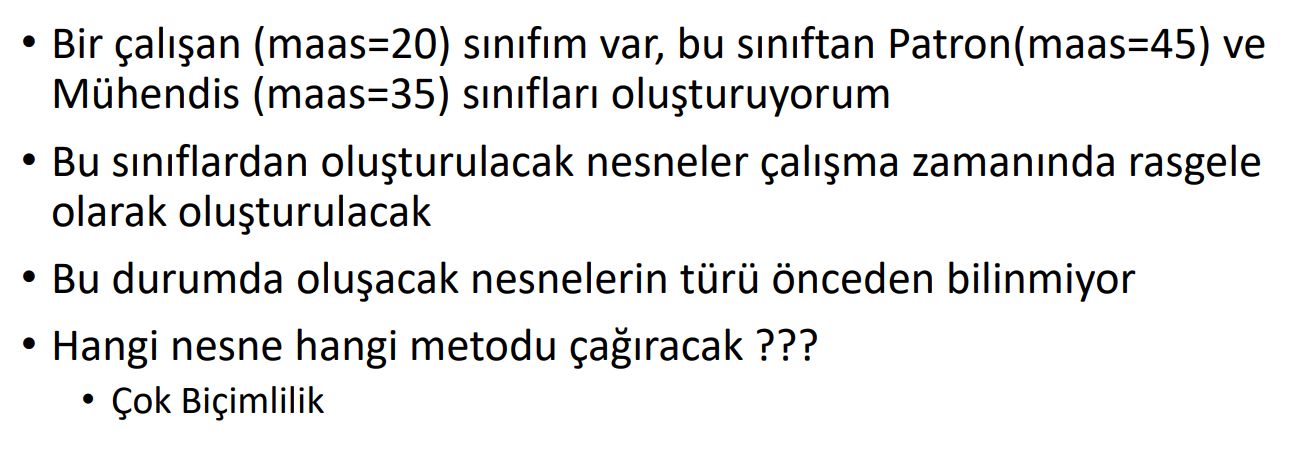 • Bir çalışan (maas=20) sınıfım var, bu sınıftan Patron(maas=45) ve
Mühendis (maas=35) sınıfları oluşturuyorum
• Bu sınıflardan oluşturulacak nesneler çalışma zamanında rasgele
olarak oluşturulacak
• Bu durumda oluşacak nesnelerin türü önceden bilinmiyor
• Hangi nesne hangi metodu çağıracak ???
• Çok Biçimlilik